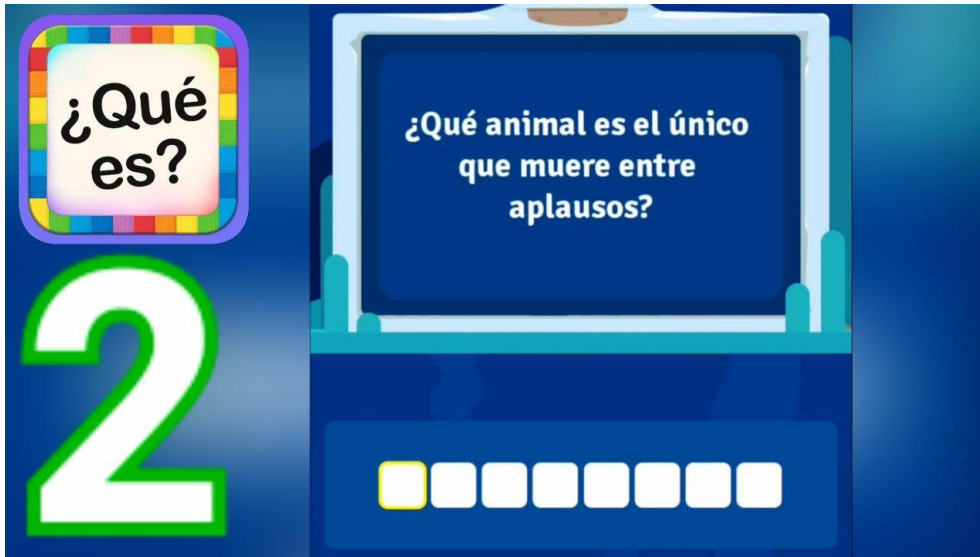 ¿Qué
es?
2
¿Qué animal es el único
que muere entre
aplausos?